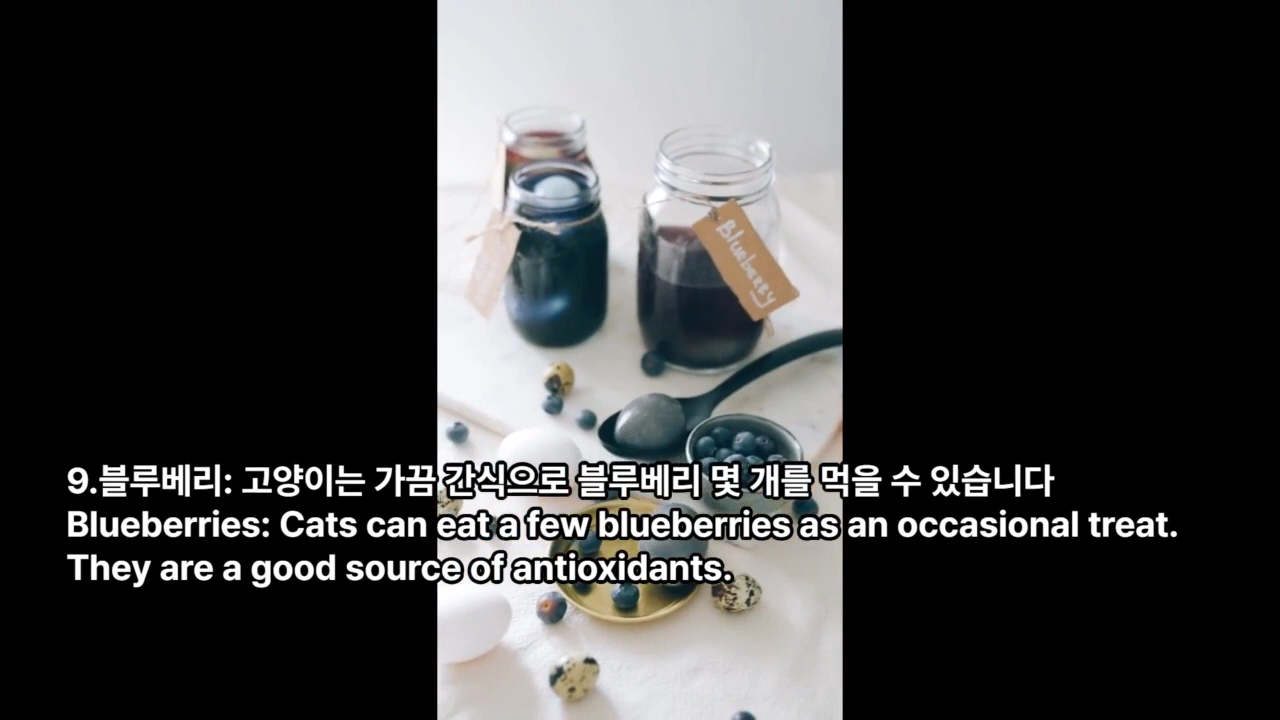 Blueberry
9.블루베리: 고양이는 가끔 간식으로 블루베리 몇 개를 먹을 수 있습니다
Blueberries: Cats can eat a few blueberries as an occasional treat.
They are a good source of antioxidants.